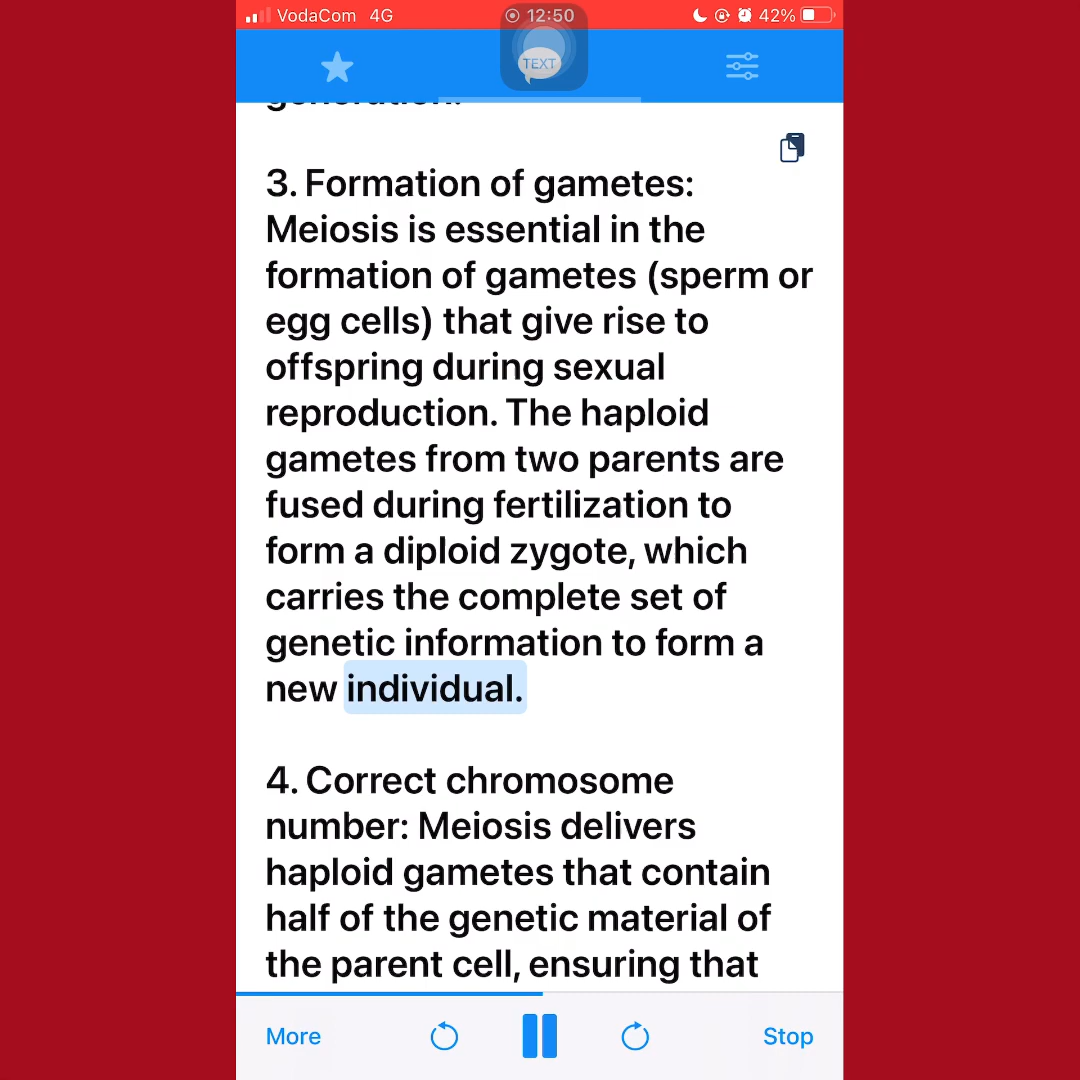 VodaCom 4G 12:50 42%
TEXT
3. Formation of gametes:
Meiosis is essential in the
formation of gametes (sperm or
egg cells) that give rise to
offspring during sexual
reproduction. The haploid
gametes from two parents are
fused during fertilization to
form a diploid zygote, which
carries the complete set of
genetic information to form a
new individual.
4. Correct chromosome
number: Meiosis delivers
haploid gametes that contain
half of the genetic material of
the parent cell, ensuring that
More Stop